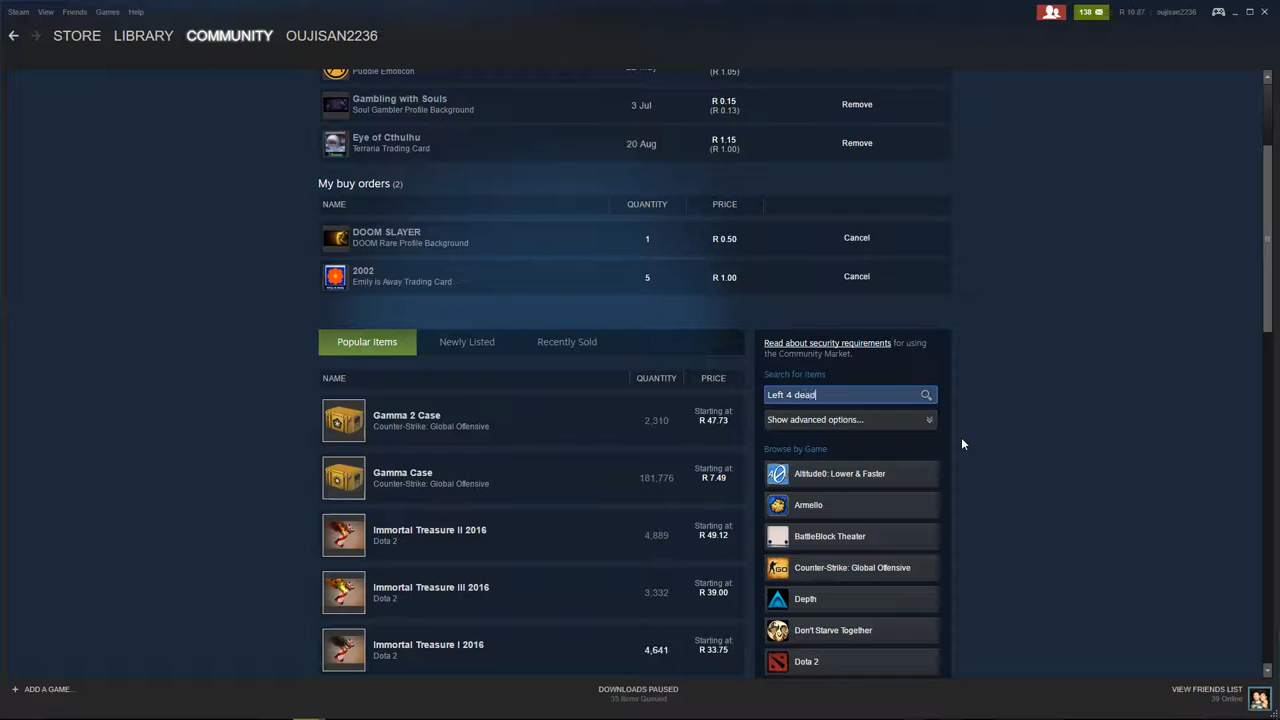 Steam View Friends Games Help
138 R 10.87 oujisan2236
STORE LIBRARY COMMUNITY OUJISAN2236
Puddle Emoticon (R 1.05)
Gambling with Souls
Soul Gambler Profile Background
3 Jul
R 0.15
(R 0.13)
Remove
Eye of Cthulhu
Terraria Trading Card
20 Aug
R 1.15
(R 1.00)
Remove
My buy orders (2)
NAME QUANTITY PRICE
DOOM SLAYER
DOOM Rare Profile Background
1
R 0.50
Cancel
2002
Emily is Away Trading Card
5
R 1.00
Cancel
Popular Items Newly Listed Recently Sold
NAME QUANTITY PRICE
Gamma 2 Case
Counter-Strike: Global Offensive
2,310
Starting at:
R 47.73
Gamma Case
Counter-Strike: Global Offensive
181,776
Starting at:
R 7.49
Immortal Treasure II 2016
Dota 2
4,889
Starting at:
R 49.12
Immortal Treasure III 2016
Dota 2
3,332
Starting at:
R 39.00
Immortal Treasure I 2016
Dota 2
4,641
Starting at:
R 33.75
Read about security requirements for using
the Community Market.
Search for items
Left 4 deap
Show advanced options...
Browse by Game
Altitude0: Lower & Faster
Armello
BattleBlock Theater
Counter-Strike: Global Offensive
Depth
Don't Starve Together
Dota 2
+ ADD A GAME...
DOWNLOADS PAUSED
35 Items Queued
VIEW FRIENDS LIST
39 Online